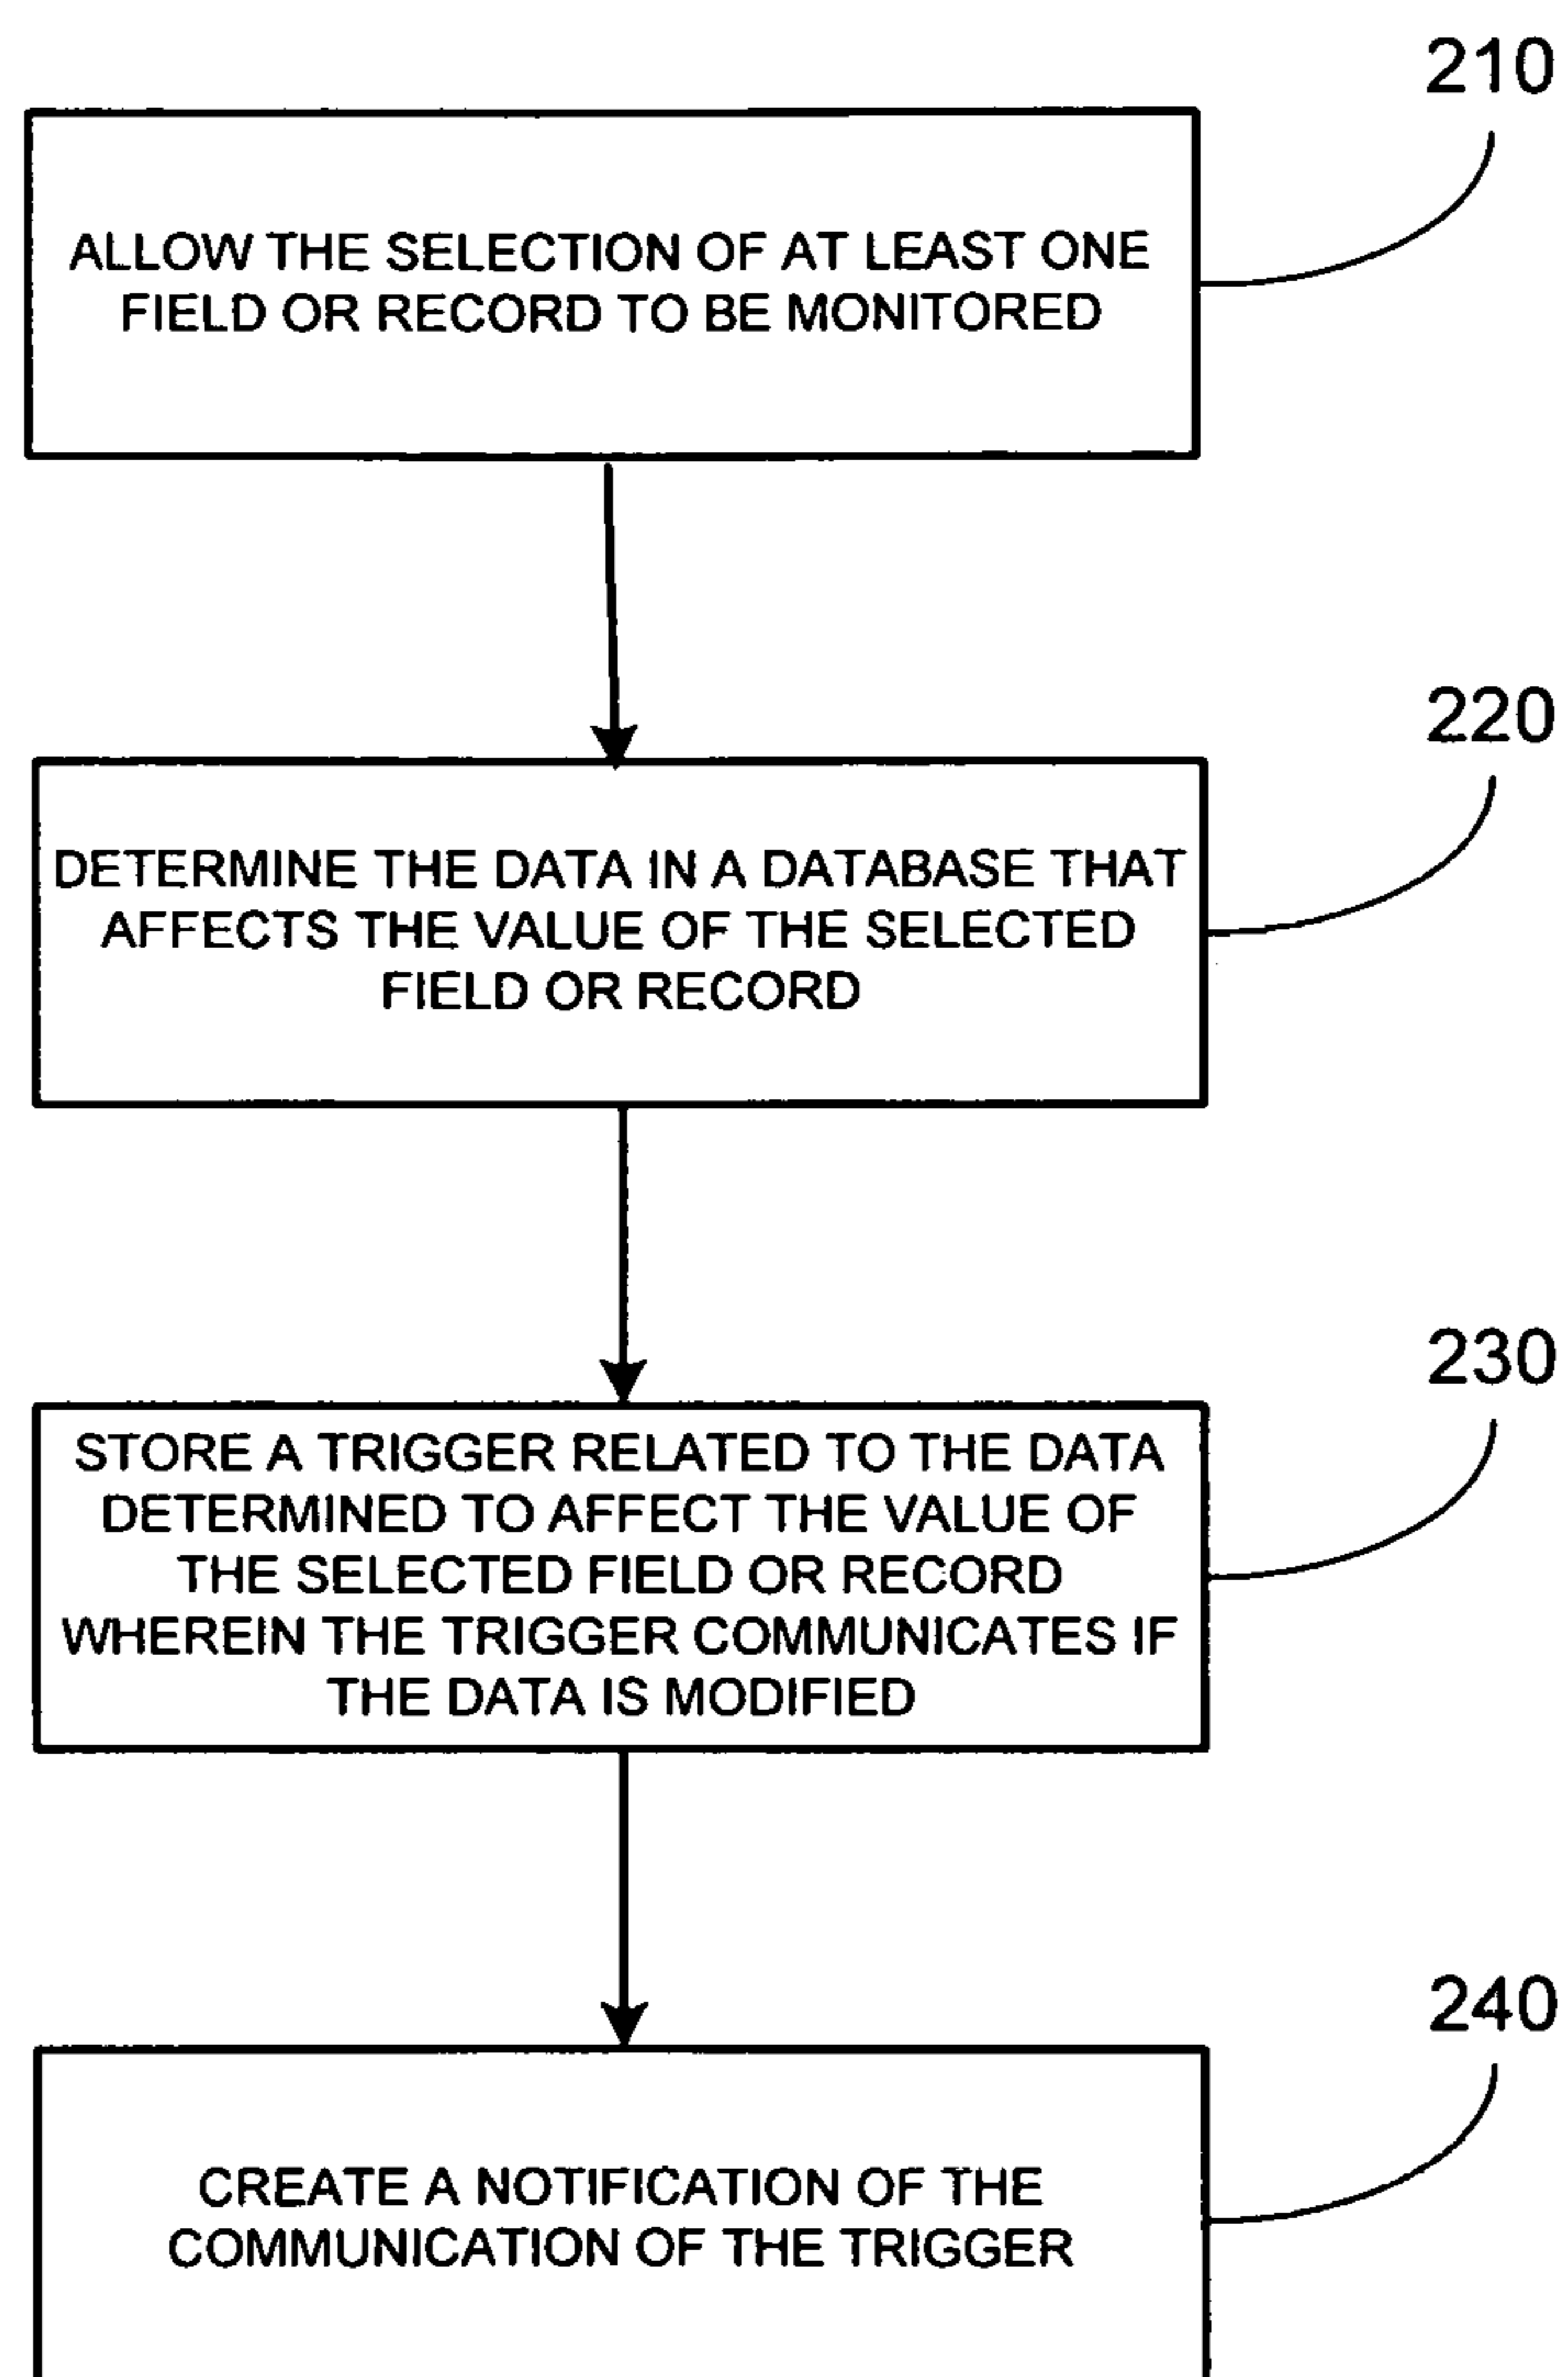 210
ALLOW THE SELECTION OF AT LEAST ONE
FIELD OR RECORD TO BE MONITORED
220
DETERMINE THE DATA IN A DATABASE THAT
AFFECTS THE VALUE OF THE SELECTED
FIELD OR RECORD
230
STORE A TRIGGER RELATED TO THE DATA
DETERMINED TO AFFECT THE VALUE OF
THE SELECTED FIELD OR RECORD
WHEREIN THE TRIGGER COMMUNICATES IF
THE DATA IS MODIFIED
240
CREATE A NOTIFICATION OF THE
COMMUNICATION OF THE TRIGGER